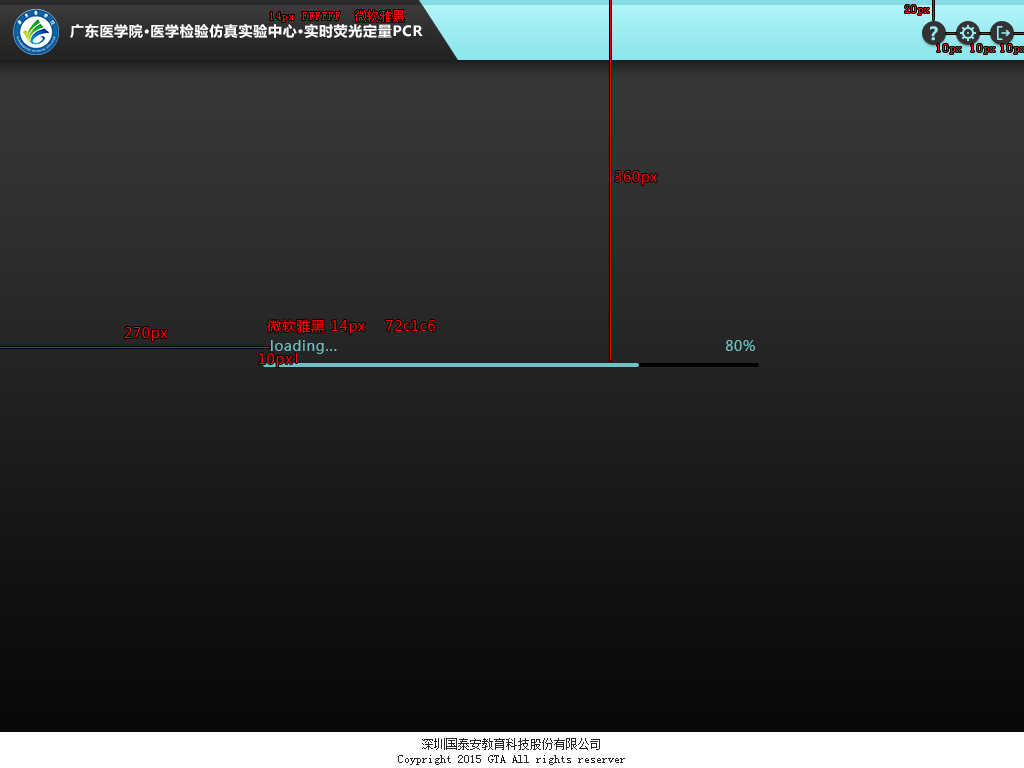 14px FFFFFF 微软雅黑
广东医学院•医学检验仿真实验中心•实时荧光定量PCR
20px
?
10px 10px 10px
360px
微软雅黑 14px 72c1c6
270px
loading... 80%
10px
深圳国泰安教育科技股份有限公司
Coypright 2015 GTA All rights reserver